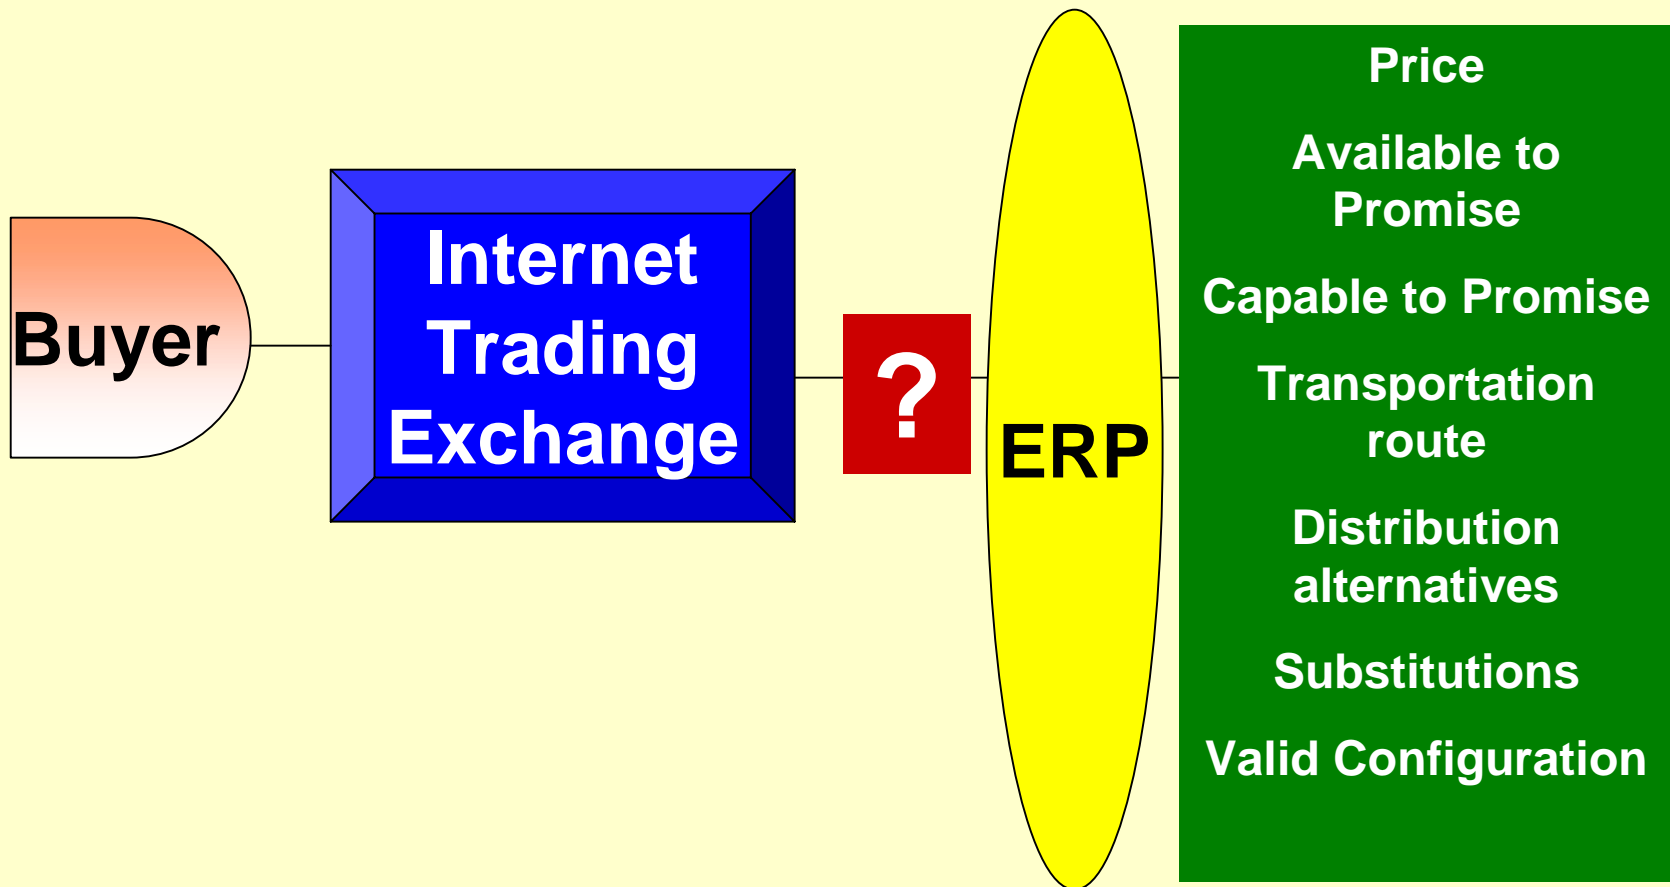 Buyer
Internet
Trading
Exchange
?
ERP
Price
Available to
Promise
Capable to Promise
Transportation
route
Distribution
alternatives
Substitutions
Valid Configuration